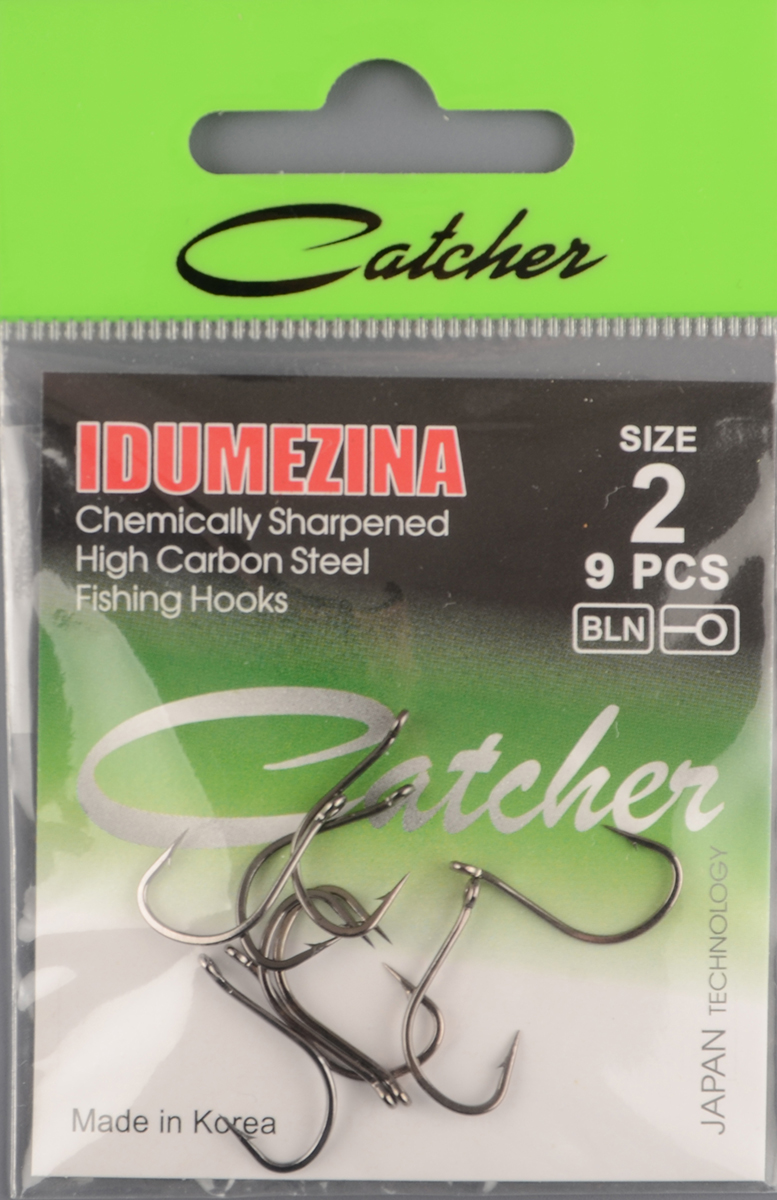 Catcher
IDUMEZINA
Chemically Sharpened
High Carbon Steel
Fishing Hooks
SIZE
2
9 PCS
BLN
Catcher
JAPAN TECHNOLOGY
Made in Korea